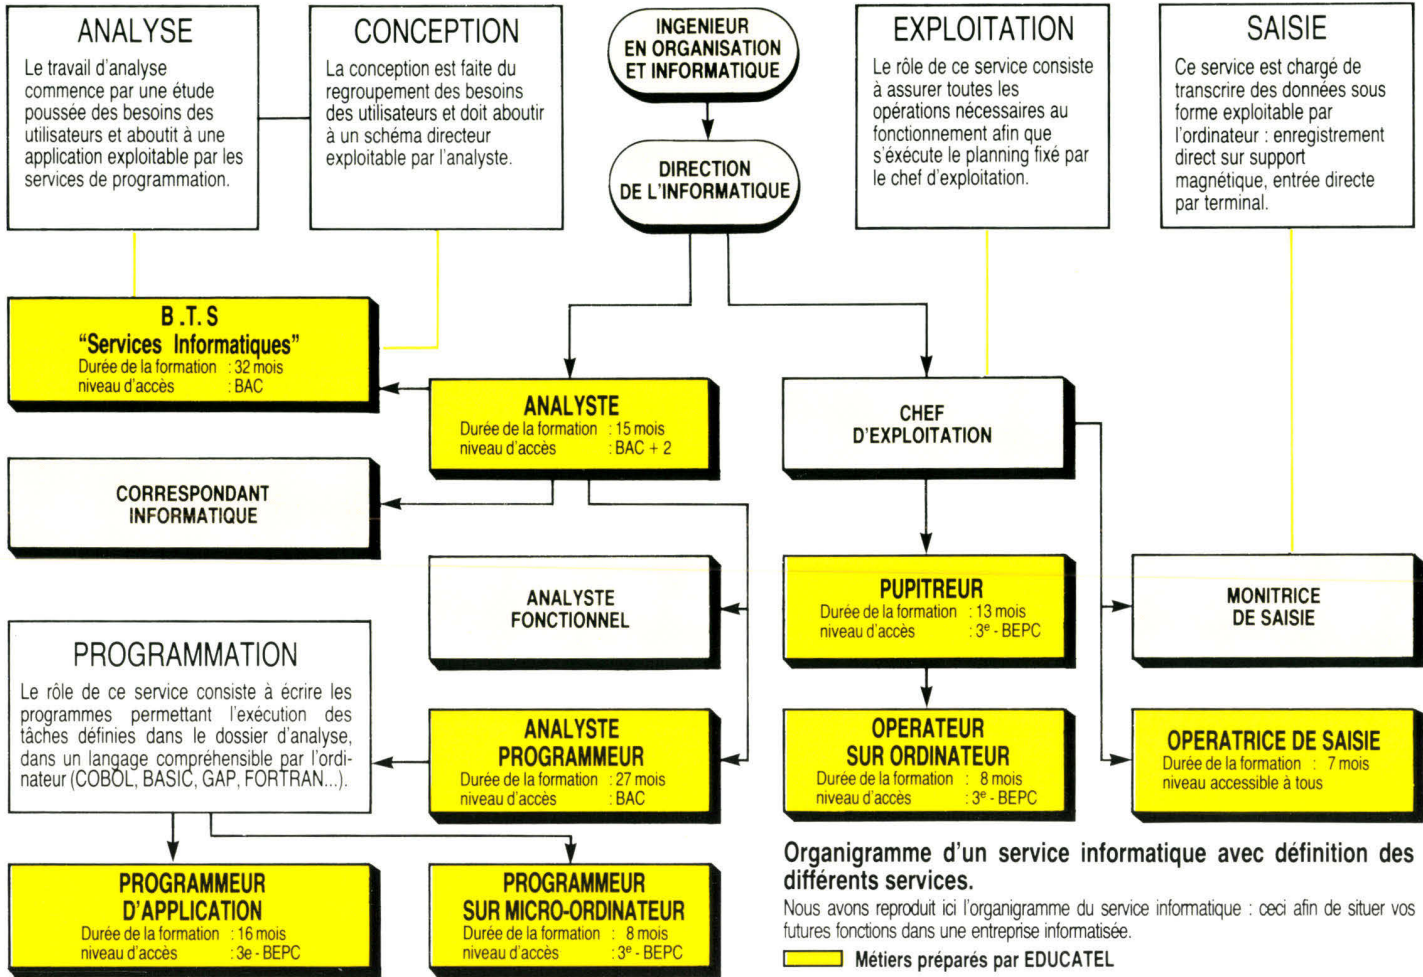 ANALYSE
Le travail d'analyse
commence par une étude
poussée des besoins des
utilisateurs et aboutit à une
application exploitable par les
services de programmation.
CONCEPTION
La conception est faite du
regroupement des besoins
des utilisateurs et doit aboutir
à un schéma directeur
exploitable par l'analyste.
INGENIEUR
EN ORGANISATION
ET INFORMATIQUE
DIRECTION
DE L'INFORMATIQUE
EXPLOITATION
Le rôle de ce service consiste
à assurer toutes les
opérations nécessaires au
fonctionnement afin que
s'éxécute le planning fixé par
le chef d'exploitation.
SAISIE
Ce service est chargé de
transcrire des données sous
forme exploitable par
l'ordinateur : enregistrement
direct sur support
magnétique, entrée directe
par terminal.
B.T.S
"Services Informatiques"
Durée de la formation : 32 mois
niveau d'accès : BAC
ANALYSTE
Durée de la formation : 15 mois
niveau d'accès : BAC + 2
CHEF
D'EXPLOITATION
CORRESPONDANT
INFORMATIQUE
ANALYSTE
FONCTIONNEL
PUPITREUR
Durée de la formation : 13 mois
niveau d'accès : 3e - BEPC
MONITRICE
DE SAISIE
PROGRAMMATION
Le rôle de ce service consiste à écrire les
programmes permettant l'exécution des
tâches définies dans le dossier d'analyse,
dans un langage compréhensible par l'ordi-
nateur (COBOL, BASIC, GAP, FORTRAN...).
ANALYSTE
PROGRAMMEUR
Durée de la formation : 27 mois
niveau d'accès : BAC
OPERATEUR
SUR ORDINATEUR
Durée de la formation : 8 mois
niveau d'accès : 3e - BEPC
OPERATRICE DE SAISIE
Durée de la formation : 7 mois
niveau accessible à tous
PROGRAMMEUR
D'APPLICATION
Durée de la formation : 16 mois
niveau d'accès : 3e - BEPC
PROGRAMMEUR
SUR MICRO-ORDINATEUR
Durée de la formation : 8 mois
niveau d'accès : 3e - BEPC
Organigramme d'un service informatique avec définition des
différents services.
Nous avons reproduit ici l'organigramme du service informatique : ceci afin de situer vos
futures fonctions dans une entreprise informatisée.
Métiers préparés par EDUCATEL